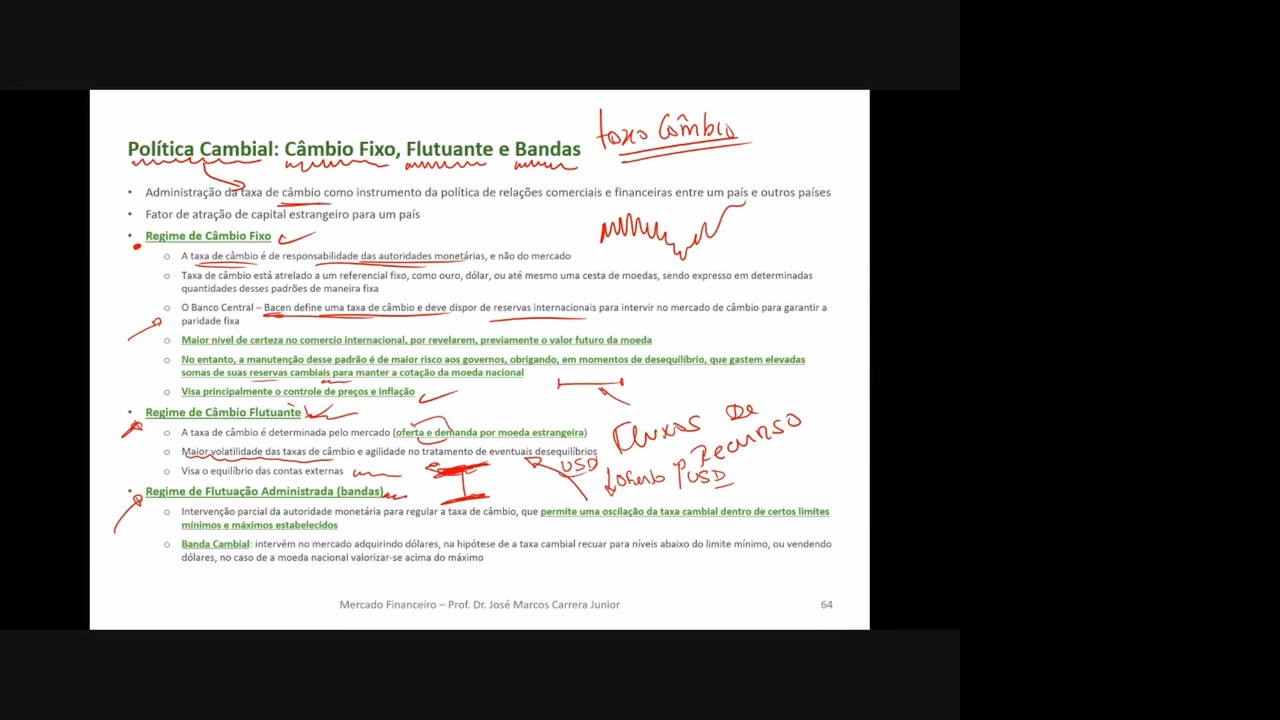 Política Cambial: Câmbio Fixo, Flutuante e Bandas
taxa Câmbio
• Administração da taxa de câmbio como instrumento da política de relações comerciais e financeiras entre um país e outros países
• Fator de atração de capital estrangeiro para um país
• Regime de Câmbio Fixo
o A taxa de câmbio é de responsabilidade das autoridades monetárias, e não do mercado
o Taxa de câmbio está atrelado a um referencial fixo, como ouro, dólar, ou até mesmo uma cesta de moedas, sendo expresso em determinadas
quantidades desses padrões de maneira fixa
o O Banco Central – Bacen define uma taxa de câmbio e deve dispor de reservas internacionais para intervir no mercado de câmbio para garantir a
paridade fixa
o Maior nível de certeza no comercio internacional, por revelarem, previamente o valor futuro da moeda
o No entanto, a manutenção desse padrão é de maior risco aos governos, obrigando, em momentos de desequilíbrio, que gastem elevadas
somas de suas reservas cambiais para manter a cotação da moeda nacional
o Visa principalmente o controle de preços e inflação
• Regime de Câmbio Flutuante
o A taxa de câmbio é determinada pelo mercado (oferta e demanda por moeda estrangeira)
o Maior volatilidade das taxas de câmbio e agilidade no tratamento de eventuais desequilíbrios
o Visa o equilíbrio das contas externas
Fluxos De
Recurso
USD
USD
• Regime de Flutuação Administrada (bandas)
o Intervenção parcial da autoridade monetária para regular a taxa de câmbio, que permite uma oscilação da taxa cambial dentro de certos limites
mínimos e máximos estabelecidos
o Banda Cambial: intervém no mercado adquirindo dólares, na hipótese de a taxa cambial recuar para níveis abaixo do limite mínimo, ou vendendo
dólares, no caso de a moeda nacional valorizar-se acima do máximo
Mercado Financeiro – Prof. Dr. José Marcos Carrera Junior
64